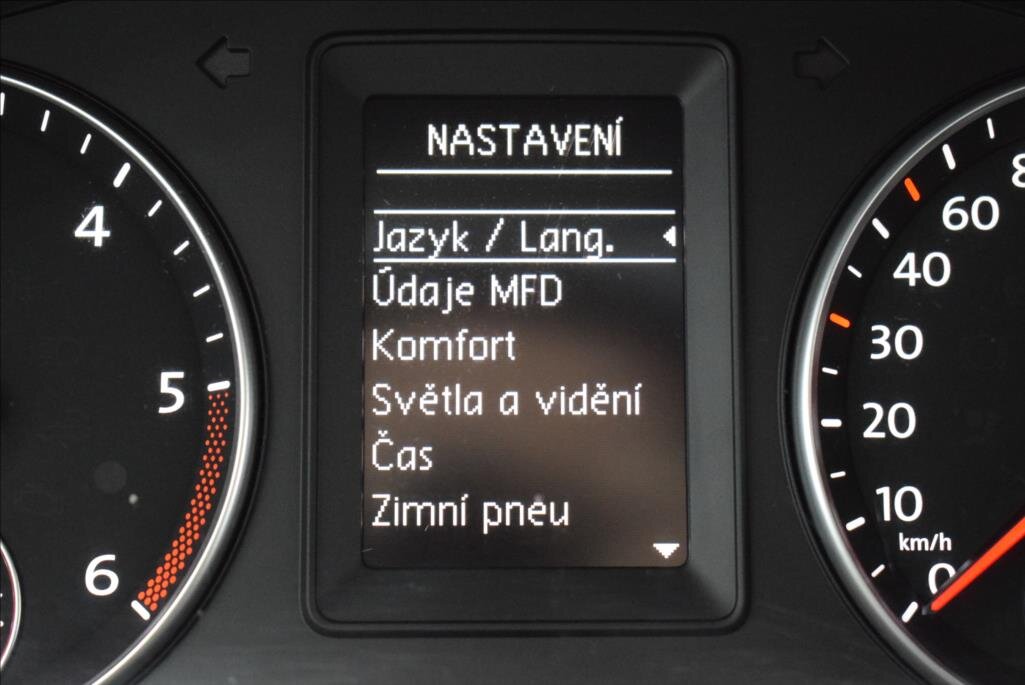 NASTAVENÍ
Jazyk / Lang.
Údaje MFD
Komfort
Světla a vidění
Čas
Zimní pneu
4
5
6
60
40
30
20
10
km/h
0